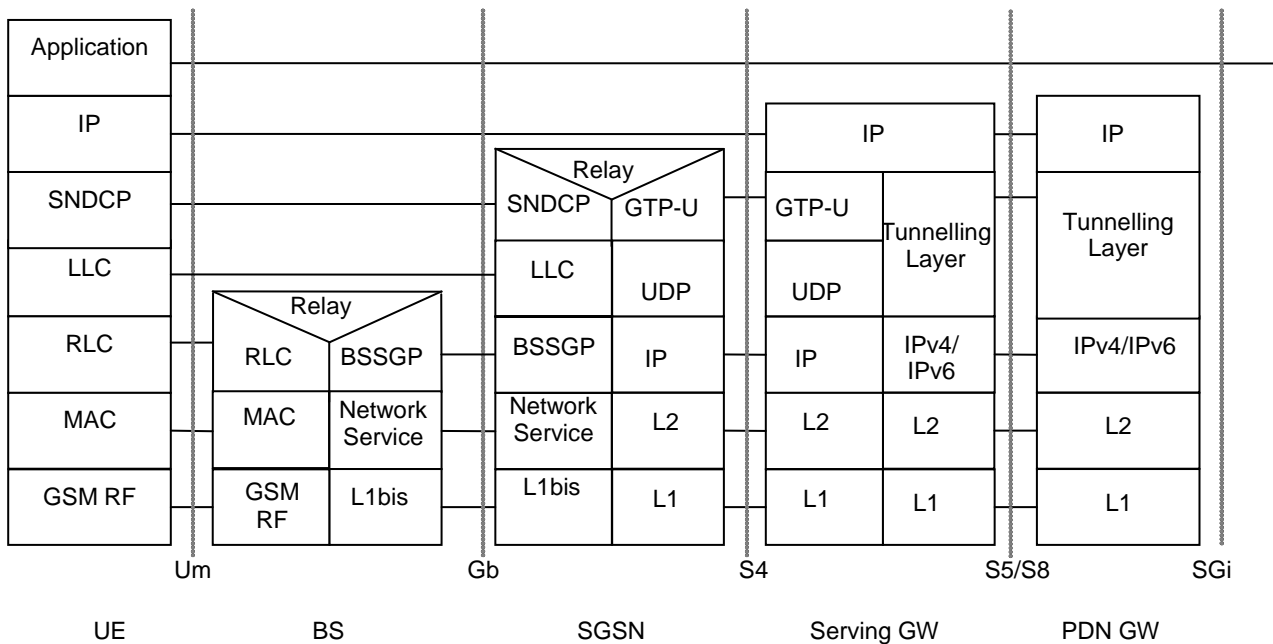 Application
IP
SNDCP
LLC
RLC
MAC
GSM RF
Relay
RLC
BSSGP
MAC
Network
Service
GSM
RF
L1bis
Relay
SNDCP
GTP-U
LLC
UDP
BSSGP
IP
Network
Service
L2
L1bis
L1
IP
GTP-U
Tunnelling
Layer
UDP
IP
IPv4/
IPv6
L2
L2
L1
L1
IP
Tunnelling
Layer
IPv4/IPv6
L2
L1
Um
Gb
S4
S5/S8
SGi
UE
BS
SGSN
Serving GW
PDN GW